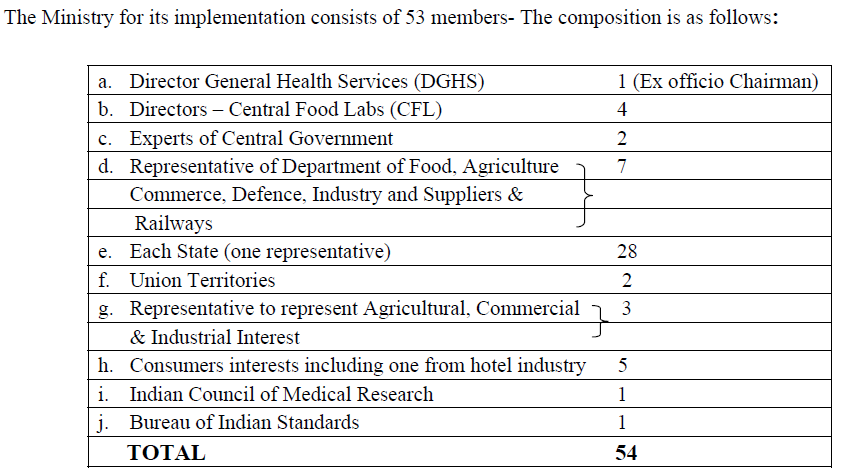 The Ministry for its implementation consists of 53 members- The composition is as follows:
a. Director General Health Services (DGHS) 1 (Ex officio Chairman)
b. Directors – Central Food Labs (CFL) 4
c. Experts of Central Government 2
d. Representative of Department of Food, Agriculture 7
Commerce, Defence, Industry and Suppliers &
Railways
e. Each State (one representative) 28
f. Union Territories 2
g. Representative to represent Agricultural, Commercial 3
& Industrial Interest
h. Consumers interests including one from hotel industry 5
i. Indian Council of Medical Research 1
j. Bureau of Indian Standards 1
TOTAL 54